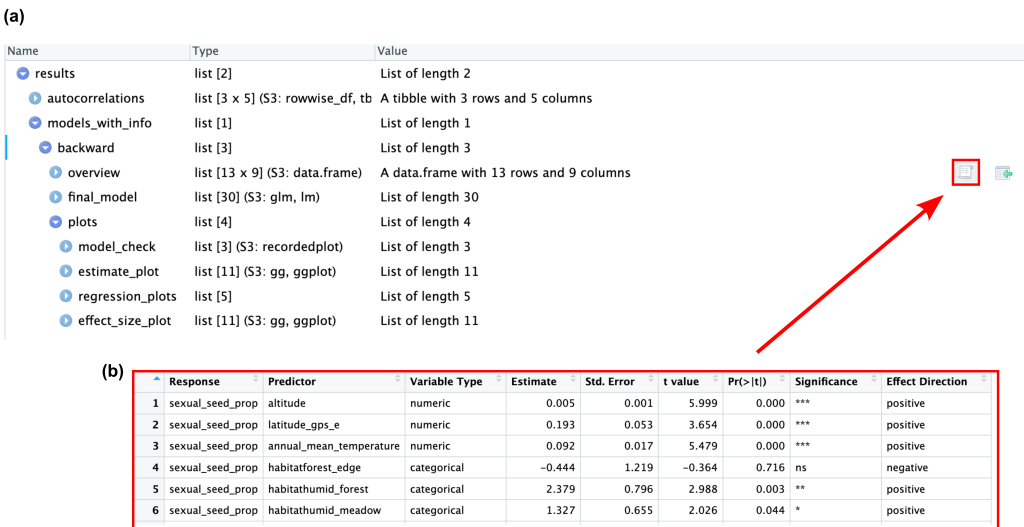 (a)
Name Type Value
results list [2] List of length 2
autocorrelations list [3 x 5] (S3: rowwise_df, tb A tibble with 3 rows and 5 columns
models_with_info list [1] List of length 1
backward list [3] List of length 3
overview list [13 x 9] (S3: data.frame) A data.frame with 13 rows and 9 columns
final_model list [30] (S3: glm, lm) List of length 30
plots list [4] List of length 4
model_check list [3] (S3: recordedplot) List of length 3
estimate_plot list [11] (S3: gg, ggplot) List of length 11
regression_plots list [5] List of length 5
effect_size_plot list [11] (S3: gg, ggplot) List of length 11
(b)
Response Predictor Variable Type Estimate Std. Error t value Pr(>|t|) Significance Effect Direction
1 sexual_seed_prop altitude numeric 0.005 0.001 5.999 0.000 *** positive
2 sexual_seed_prop latitude_gps_e numeric 0.193 0.053 3.654 0.000 *** positive
3 sexual_seed_prop annual_mean_temperature numeric 0.092 0.017 5.479 0.000 *** positive
4 sexual_seed_prop habitatforest_edge categorical −0.444 1.219 −0.364 0.716 ns negative
5 sexual_seed_prop habitathumid_forest categorical 2.379 0.796 2.988 0.003 ** positive
6 sexual_seed_prop habitathumid_meadow categorical 1.327 0.655 2.026 0.044 * positive